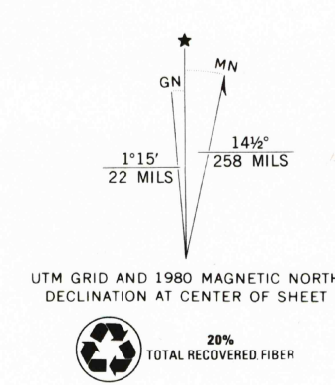 MN
GN
14½°
258 MILS
1°15′
22 MILS
UTM GRID AND 1980 MAGNETIC NORTH
DECLINATION AT CENTER OF SHEET
20%
TOTAL RECOVERED FIBER